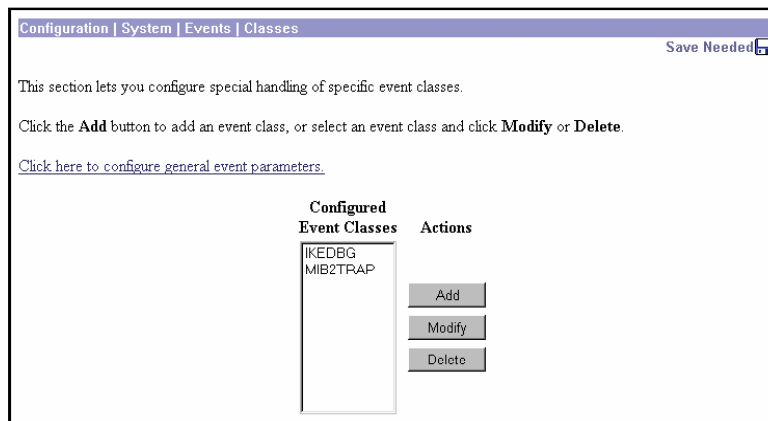 Configuration | System | Events | Classes
Save Needed
This section lets you configure special handling of specific event classes.
Click the Add button to add an event class, or select an event class and click Modify or Delete.
Click here to configure general event parameters.
Configured
Event Classes Actions
IKEDBG
MIB2TRAP
Add
Modify
Delete